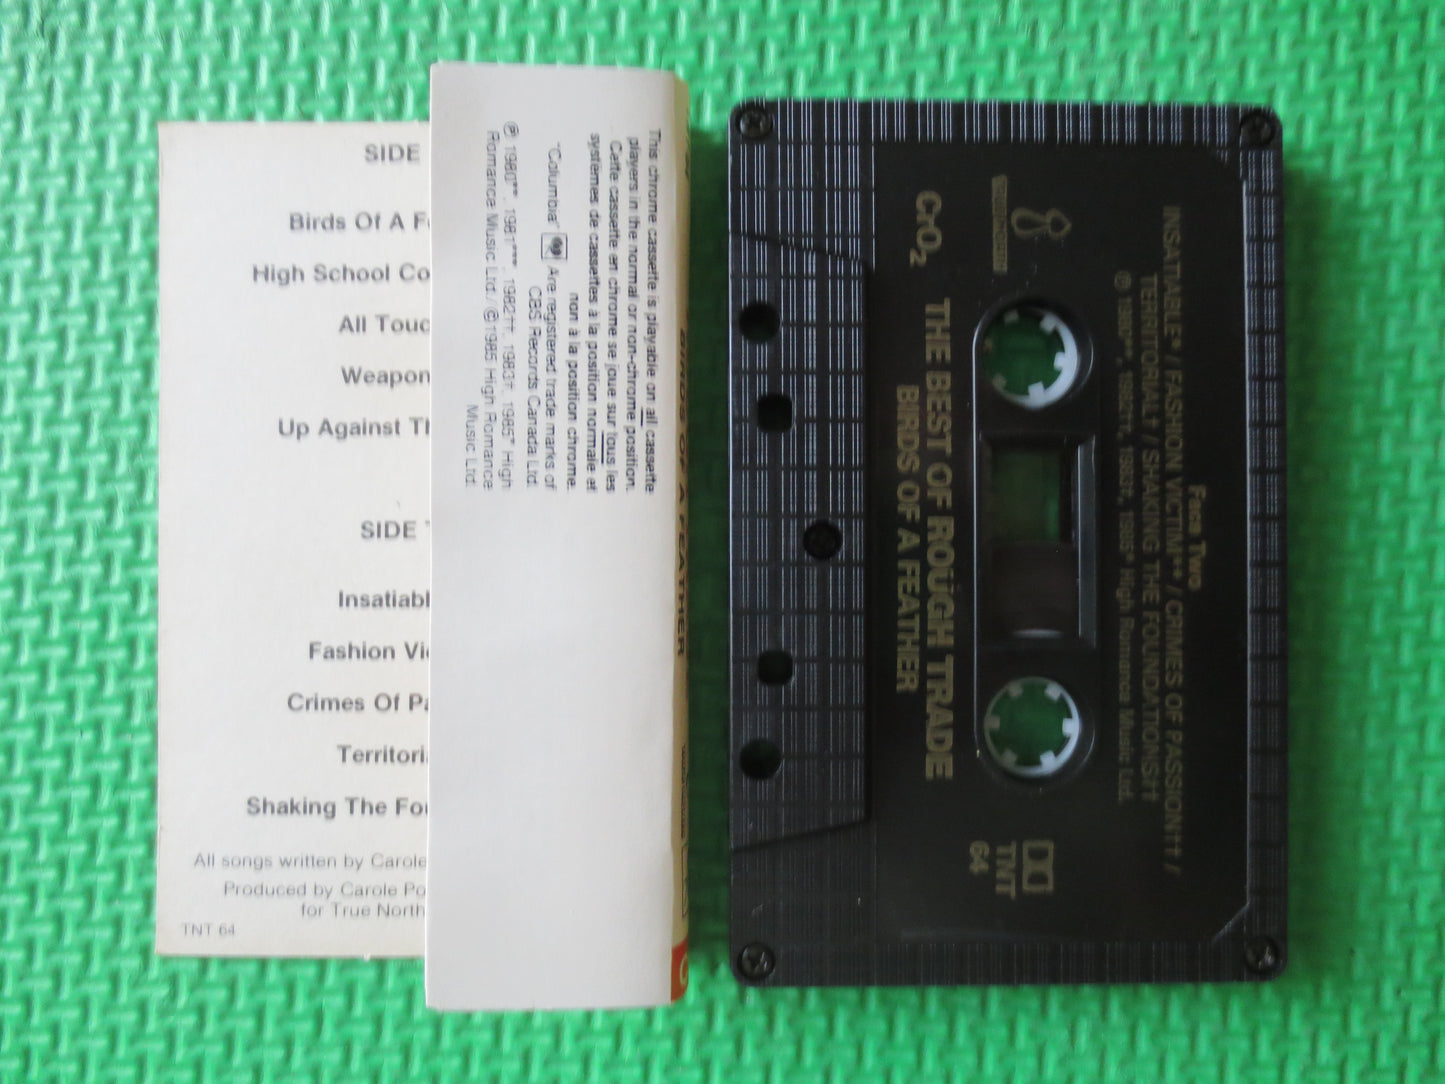 SIDE
Birds Of A Fe
High School Co
All Touc
Weapon
Up Against Th
SIDE T
Insatiabl
Fashion Vic
Crimes Of Pa
Territoria
Shaking The Fou
All songs written by Carole
Produced by Carole Po
for True North
TNT 64
This chrome cassette is playable on all cassette
players in the normal or non-chrome position.
Cette cassette en chrome se joue sur tous les
systèmes de cassettes à la position normale et
non à la position chrome.
"Columbia" Are registered trade marks of
CBS Records Canada Ltd.
℗ 1980**, 1981***, 1982††, 1983†, 1985* High
Romance Music Ltd./©1985 High Romance
Music Ltd.
BIRDS OF A FEATHER
Face Two
INSATIABLE* / FASHION VICTIM** / CRIMES OF PASSION†† /
TERRITORIAL† / SHAKING THE FOUNDATIONS††
℗ 1980**, 1982††, 1983†, 1985* High Romance Music Ltd.
CrO2
THE BEST OF ROUGH TRADE
BIRDS OF A FEATHER
TNT
64